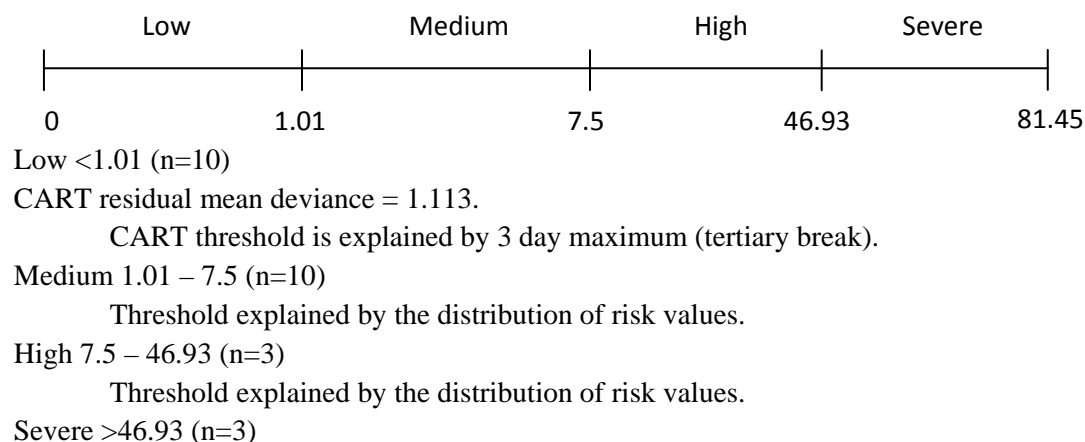 Low Medium High Severe
0 1.01 7.5 46.93 81.45
Low <1.01 (n=10)
CART residual mean deviance = 1.113.
CART threshold is explained by 3 day maximum (tertiary break).
Medium 1.01 – 7.5 (n=10)
Threshold explained by the distribution of risk values.
High 7.5 – 46.93 (n=3)
Threshold explained by the distribution of risk values.
Severe >46.93 (n=3)